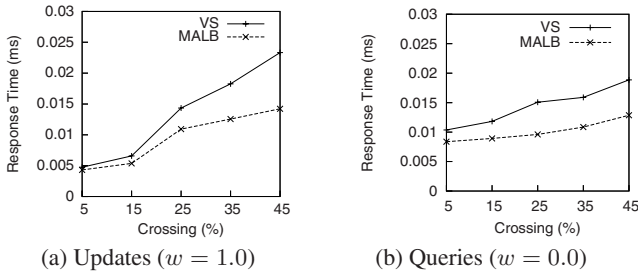 Response Time (ms)
0.03
0.025
0.02
0.015
0.01
0.005
0
5 15 25 35 45
Crossing (%)
VS
MALB
(a) Updates (w = 1.0)
Response Time (ms)
0.03
0.025
0.02
0.015
0.01
0.005
0
5 15 25 35 45
Crossing (%)
VS
MALB
(b) Queries (w = 0.0)